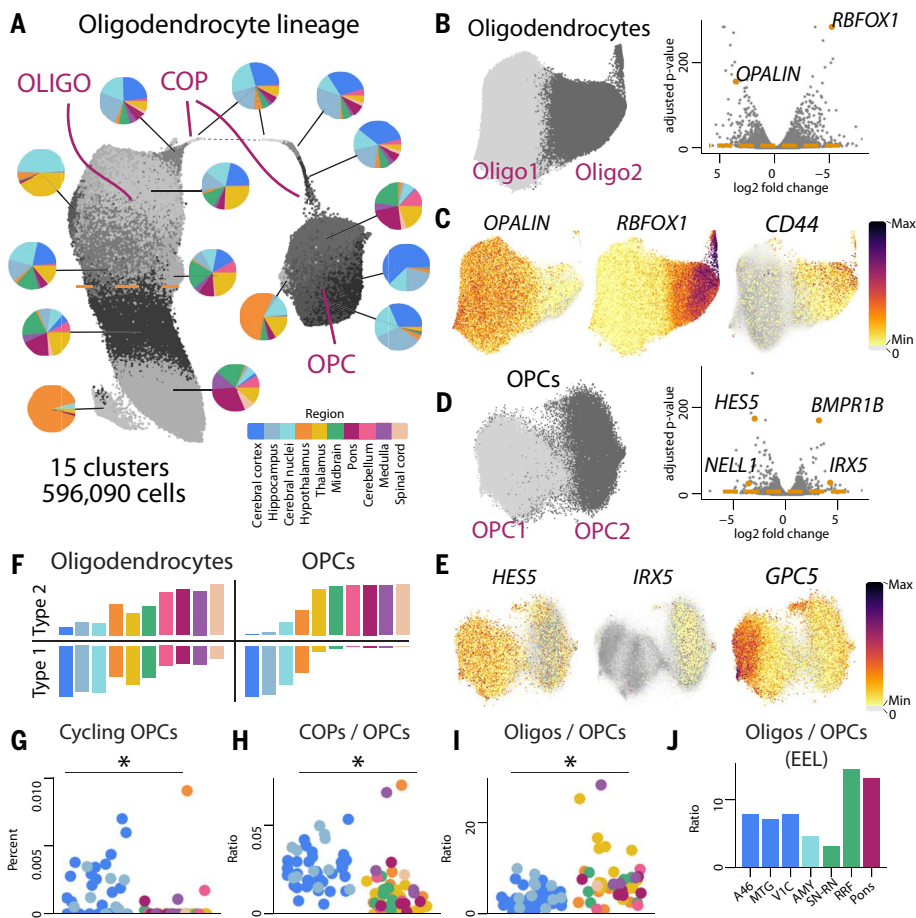 A
Oligodendrocyte lineage
OLIGO
COP
OPC
15 clusters
596,090 cells
Region
Cerebral cortex
Hippocampus
Cerebral nuclei
Hypothalamus
Thalamus
Midbrain
Pons
Cerebellum
Medulla
Spinal cord
B
Oligodendrocytes
Oligo1
Oligo2
adjusted p-value
200
0
RBFOX1
OPALIN
5
0
−5
log2 fold change
C
OPALIN
RBFOX1
CD44
Max
Min
0
D
OPCs
OPC1
OPC2
adjusted p-value
200
0
HES5
BMPR1B
NELL1
IRX5
−5
0
5
log2 fold change
E
HES5
IRX5
GPC5
Max
Min
0
F
Oligodendrocytes
OPCs
Type 2
Type 1
G
Cycling OPCs
*
Percent
0.010
0.005
0
H
COPs / OPCs
*
Ratio
0.05
0
I
Oligos / OPCs
*
Ratio
20
0
J
Oligos / OPCs
(EEL)
Ratio
10
0
A46
MTG
V1C
AMY
SN-RN
RRF
Pons